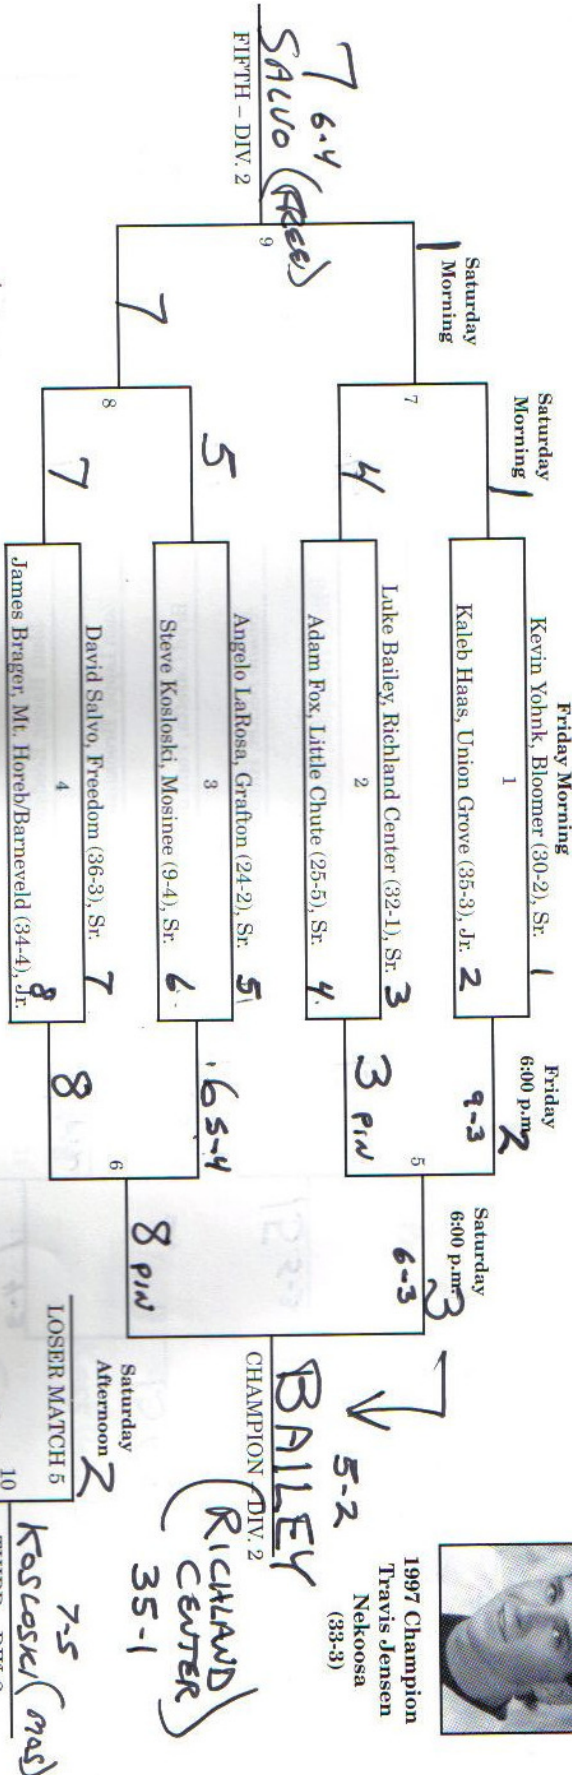 Friday Morning
Saturday
Morning
1
Saturday
Morning
1
Kevin Yohnk, Bloomer (30-2), Sr. 1
1
Kaleb Haas, Union Grove (35-3), Jr. 2
7
4
Luke Bailey, Richland Center (32-1), Sr. 3
2
Adam Fox, Little Chute (25-5), Sr. 4
9
7 6-4
SALVO (FREE)
FIFTH – DIV. 2
5
Angelo LaRosa, Grafton (24-2), Sr. 5
3
Steve Kosloski, Mosinee (9-4), Sr. 6
7
8
7
David Salvo, Freedom (36-3), Sr. 7
4
James Brager, Mt. Horeb/Barneveld (34-4), Jr. 8
Friday
6:00 p.m. 2
9-3
5
3 PIN
6 5-4
6
8
Saturday
6:00 p.m. 3
6-3
8 PIN
5-2
BAILEY
CHAMPION – DIV. 2
(RICHLAND
CENTER)
35-1
1997 Champion
Travis Jensen
Nekoosa
(33-3)
Saturday
Afternoon 2
LOSER MATCH 5
10
7-5
KOSLOSKI (MOS)